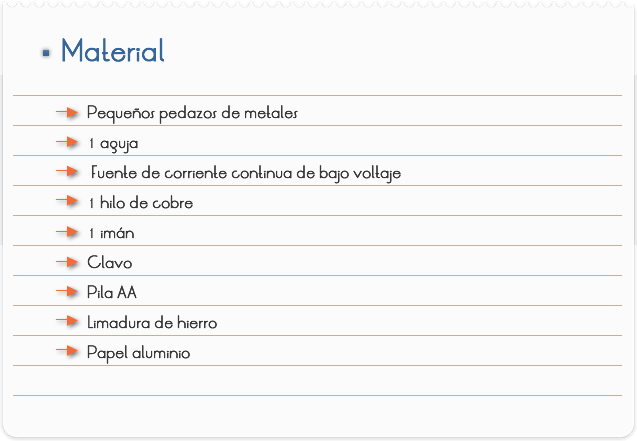 Material
Pequeños pedazos de metales
1 aguja
Fuente de corriente continua de bajo voltaje
1 hilo de cobre
1 imán
Clavo
Pila AA
Limadura de hierro
Papel aluminio